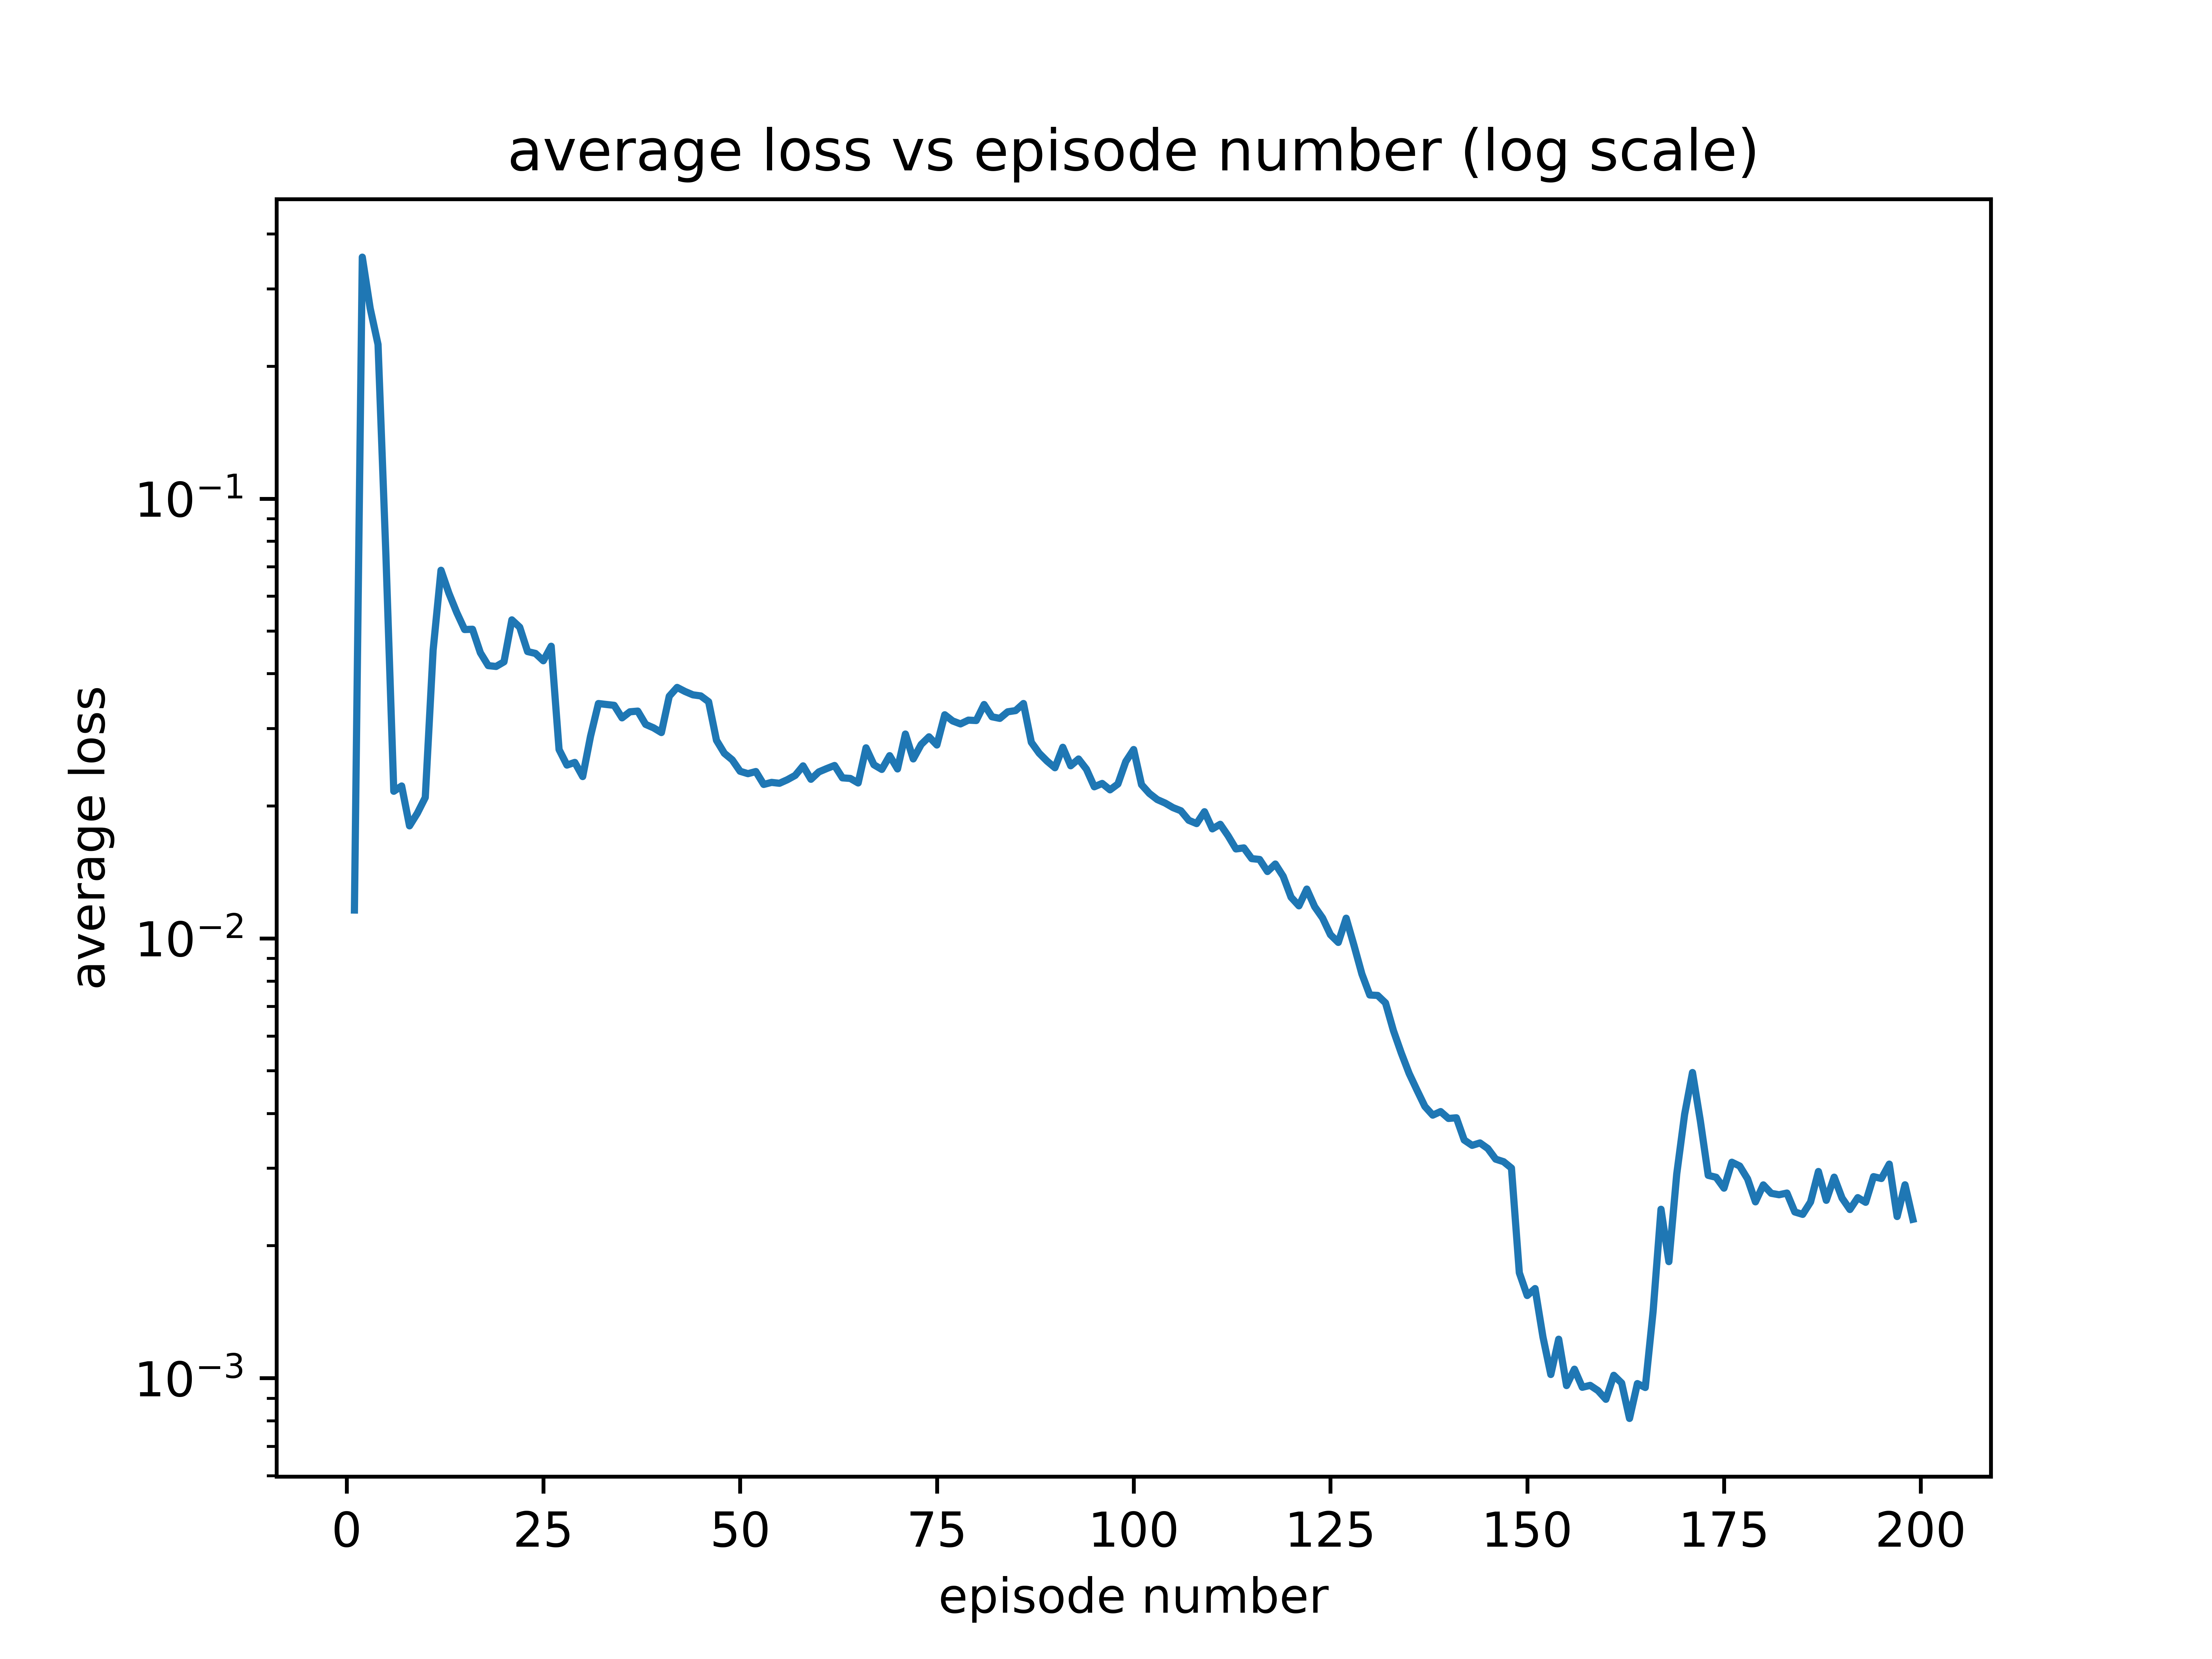 average loss vs episode number (log scale)
average loss
10⁻¹
10⁻²
10⁻³
0 25 50 75 100 125 150 175 200
episode number